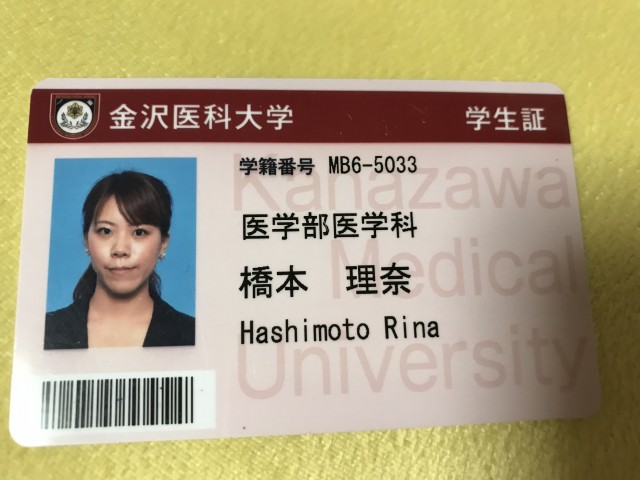 金沢医科大学 学生証
学籍番号 MB6-5033
医学部医学科
橋本 理奈
Hashimoto Rina
Kanazawa
Medical
University